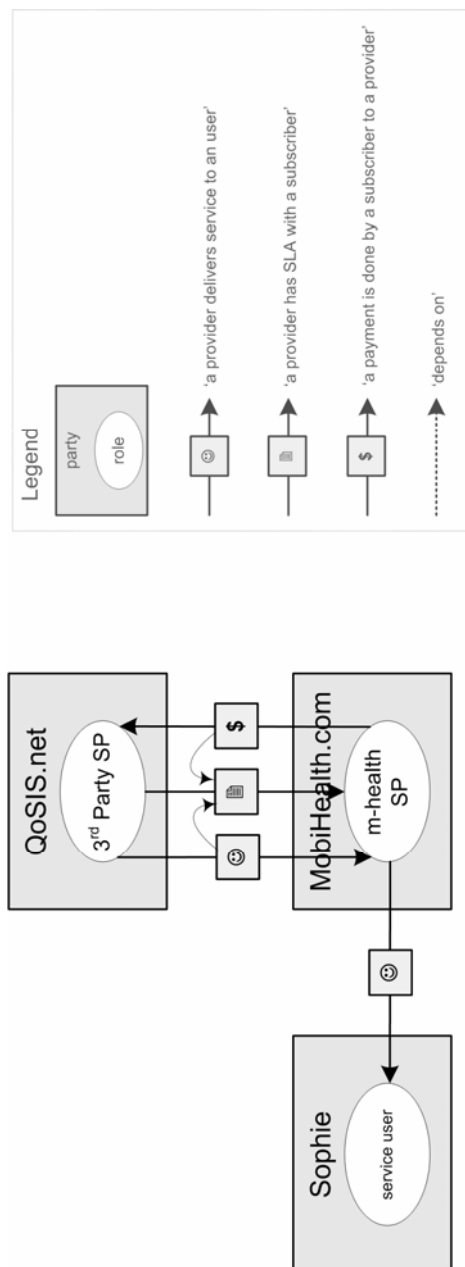 QoSIS.net
3rd Party SP
$
MobiHealth.com
m-health
SP
Sophie
service user
Legend
party
role
'a provider delivers service to an user'
'a provider has SLA with a subscriber'
$
'a payment is done by a subscriber to a provider'
'depends on'